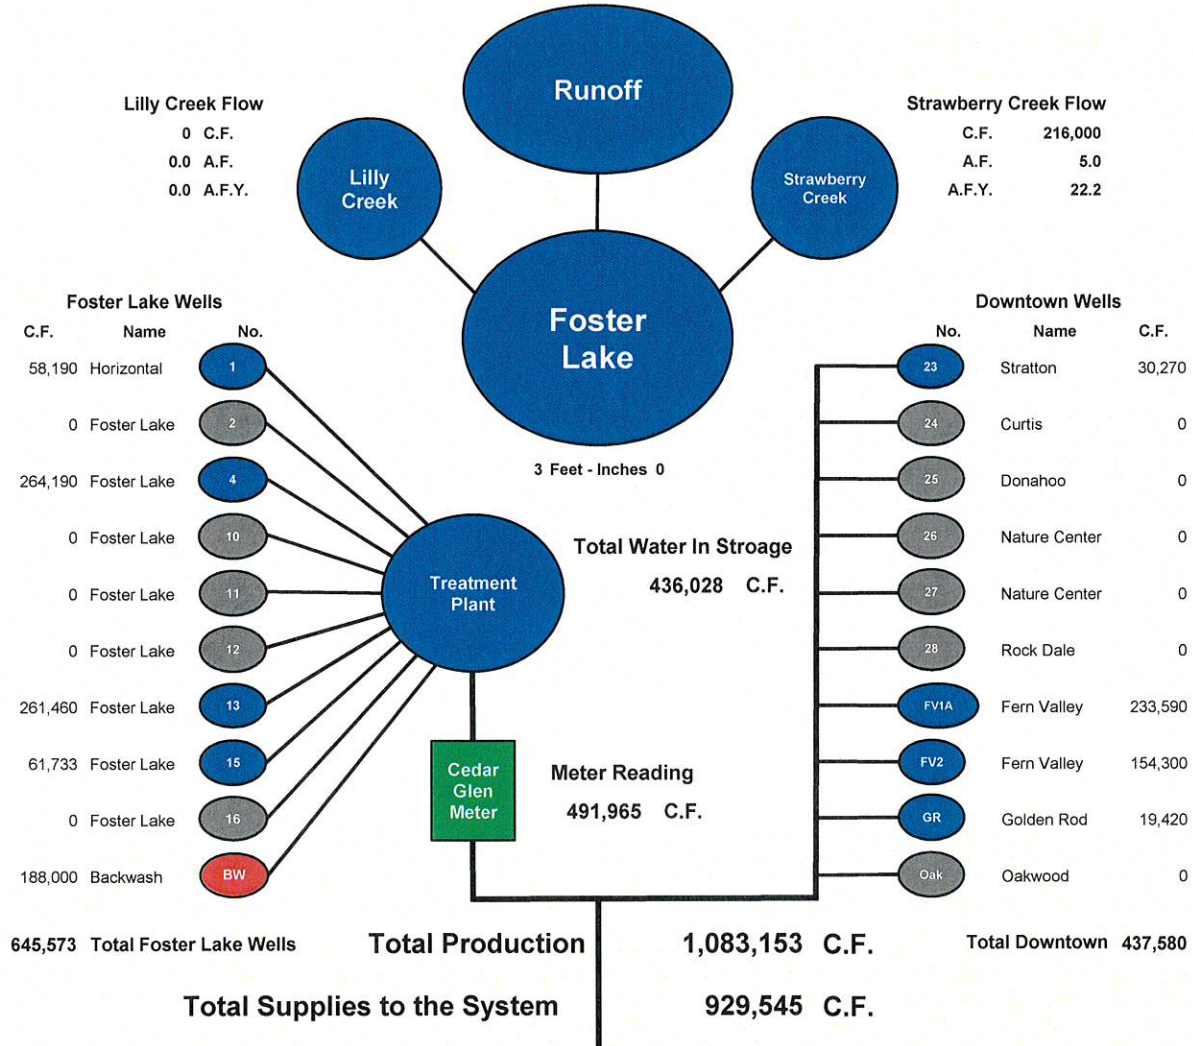 Runoff
Lilly Creek Flow
0 C.F.
0.0 A.F.
0.0 A.F.Y.
Lilly
Creek
Strawberry
Creek
Strawberry Creek Flow
C.F. 216,000
A.F. 5.0
A.F.Y. 22.2
Foster
Lake
3 Feet - Inches 0
Foster Lake Wells
C.F. Name No.
58,190 Horizontal 1
0 Foster Lake 2
264,190 Foster Lake 4
0 Foster Lake 10
0 Foster Lake 11
0 Foster Lake 12
261,460 Foster Lake 13
61,733 Foster Lake 15
0 Foster Lake 16
188,000 Backwash BW
645,573 Total Foster Lake Wells
Treatment
Plant
Total Water In Stroage
436,028 C.F.
Cedar
Glen
Meter
Meter Reading
491,965 C.F.
Downtown Wells
No. Name C.F.
23 Stratton 30,270
24 Curtis 0
25 Donahoo 0
26 Nature Center 0
27 Nature Center 0
28 Rock Dale 0
FV1A Fern Valley 233,590
FV2 Fern Valley 154,300
GR Golden Rod 19,420
Oak Oakwood 0
Total Downtown 437,580
Total Production 1,083,153 C.F.
Total Supplies to the System 929,545 C.F.